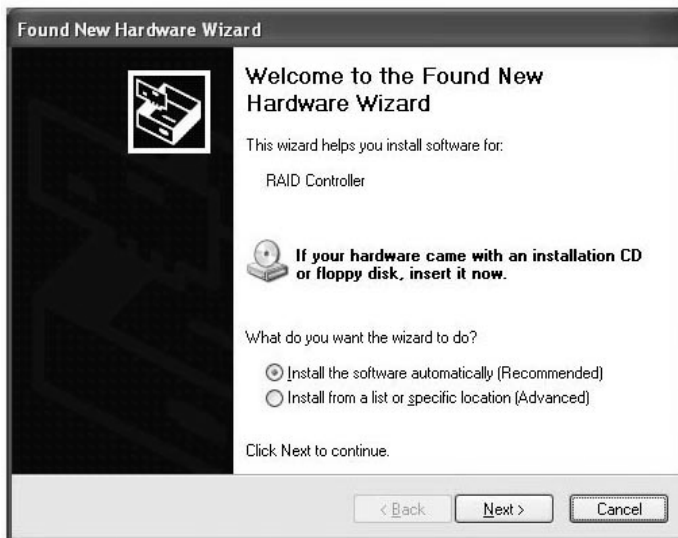 Found New Hardware Wizard
Welcome to the Found New
Hardware Wizard
This wizard helps you install software for:
RAID Controller
If your hardware came with an installation CD
or floppy disk, insert it now.
What do you want the wizard to do?
Install the software automatically (Recommended)
Install from a list or specific location (Advanced)
Click Next to continue.
< Back Next > Cancel